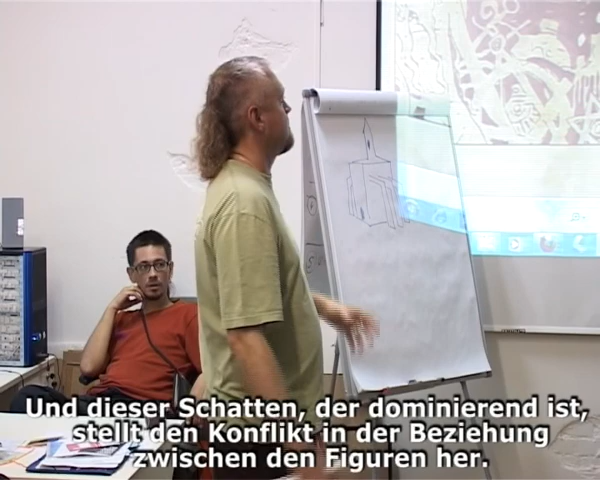 Und dieser Schatten, der dominierend ist,
stellt den Konflikt in der Beziehung
zwischen den Figuren her.